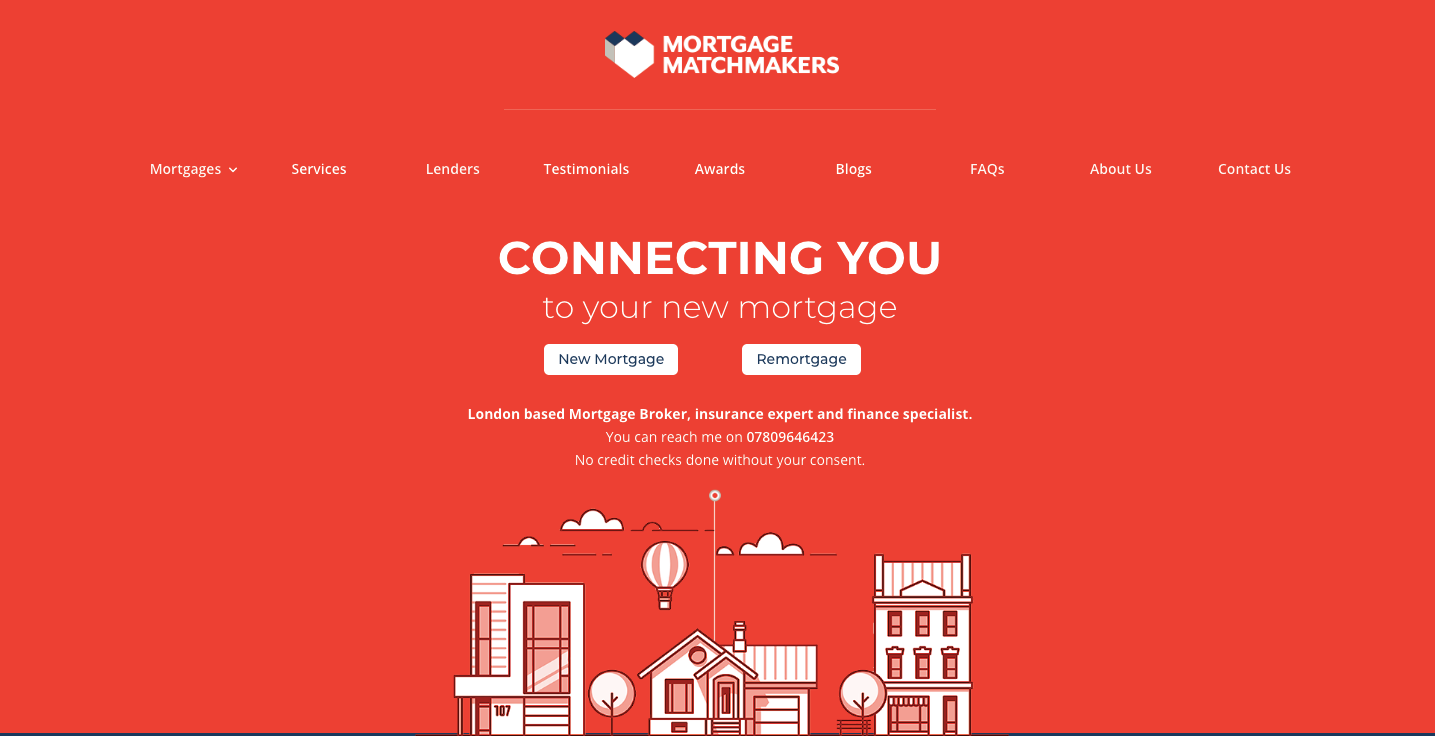 MORTGAGE
MATCHMAKERS
Mortgages
Services
Lenders
Testimonials
Awards
Blogs
FAQs
About Us
Contact Us
CONNECTING YOU
to your new mortgage
New Mortgage
Remortgage
London based Mortgage Broker, insurance expert and finance specialist.
You can reach me on 07809646423
No credit checks done without your consent.
107